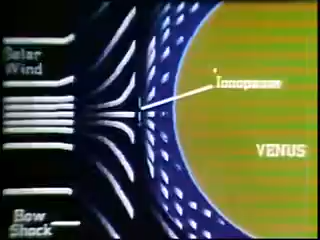 Solar
Wind
Ionopause
VENUS
Bow
Shock